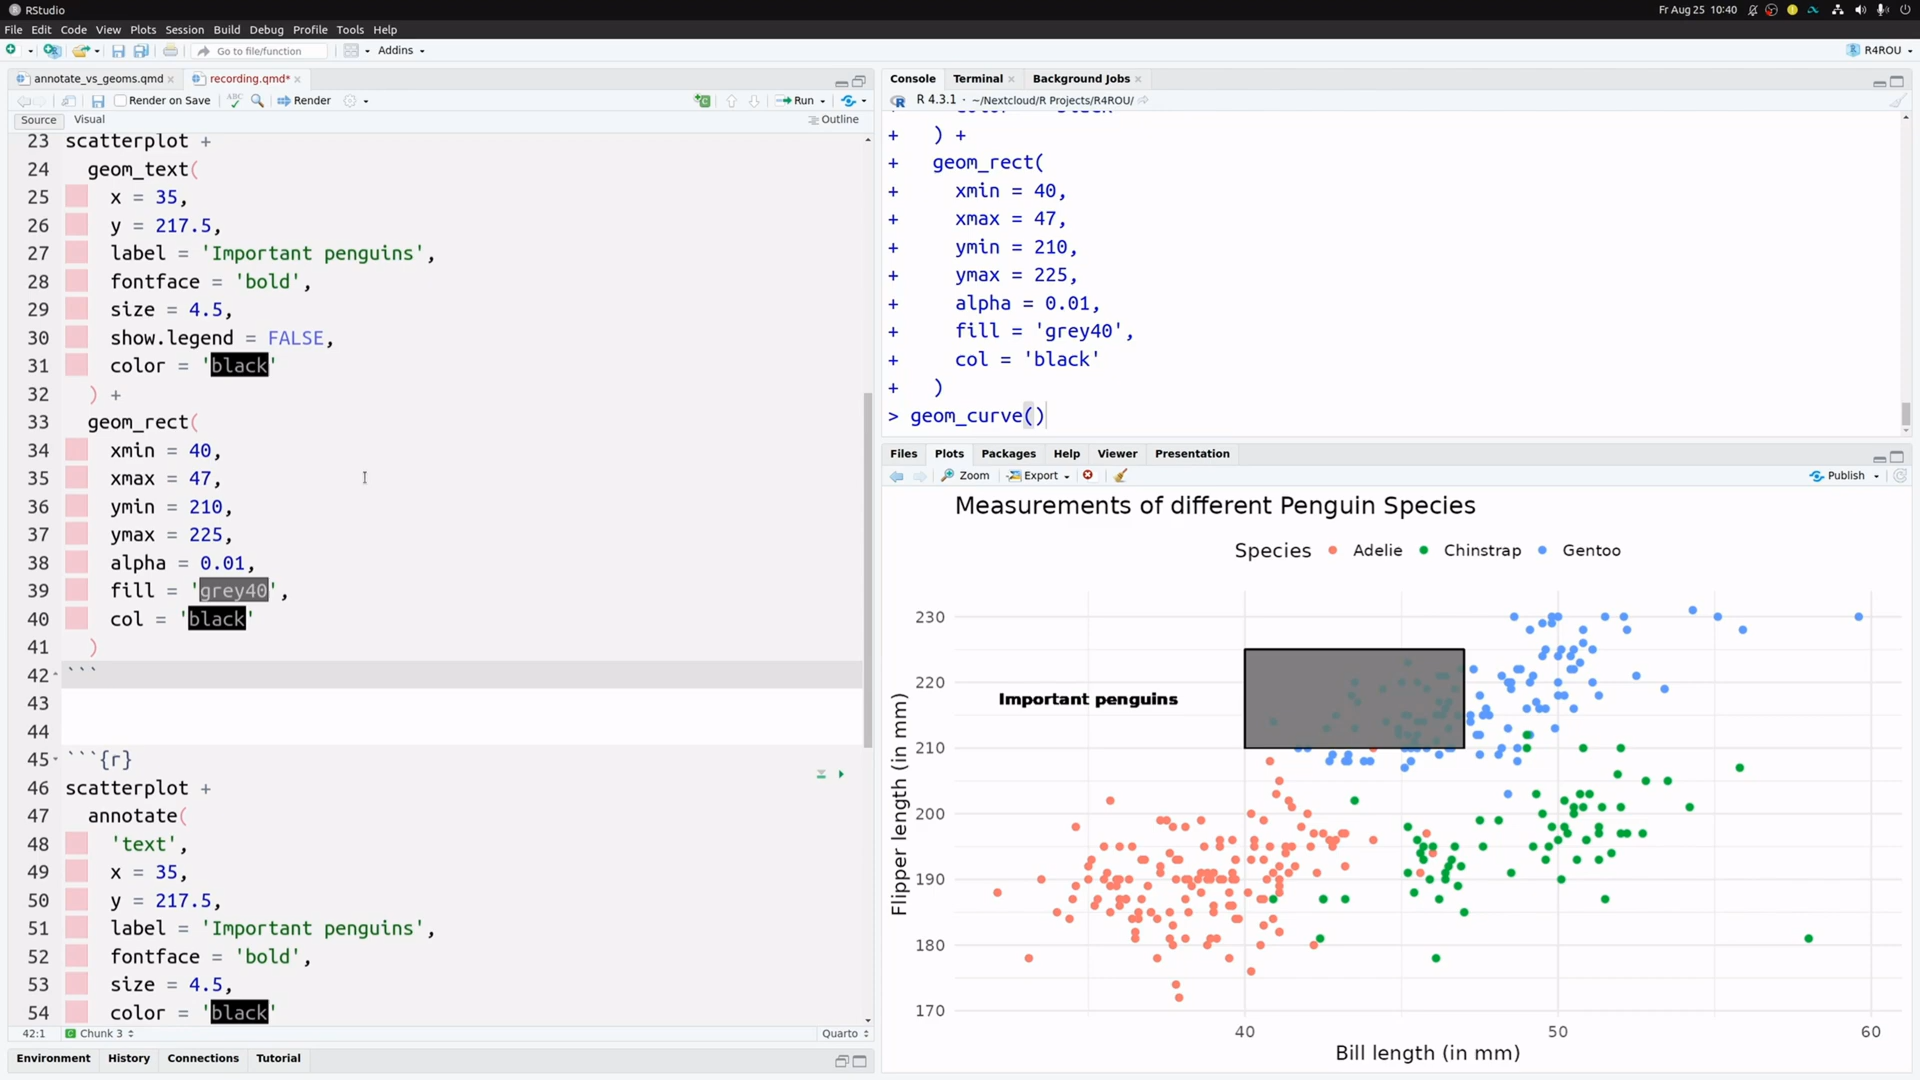 RStudio
Fr Aug 25 10:40
File Edit Code View Plots Session Build Debug Profile Tools Help
Go to file/function
Addins
R4ROU
annotate_vs_geoms.qmd
recording.qmd*
Render on Save
ABC
Render
Run
Source Visual
Outline
23 scatterplot +
24 geom_text(
25 x = 35,
26 y = 217.5,
27 label = 'Important penguins',
28 fontface = 'bold',
29 size = 4.5,
30 show.legend = FALSE,
31 color = 'black'
32 ) +
33 geom_rect(
34 xmin = 40,
35 xmax = 47,
36 ymin = 210,
37 ymax = 225,
38 alpha = 0.01,
39 fill = 'grey40',
40 col = 'black'
41 )
42 ```
43
44
45 ```{r}
46 scatterplot +
47 annotate(
48 'text',
49 x = 35,
50 y = 217.5,
51 label = 'Important penguins',
52 fontface = 'bold',
53 size = 4.5,
54 color = 'black'
42:1 C Chunk 3
Quarto
Environment History Connections Tutorial
Console Terminal Background Jobs
R R 4.3.1 · ~/Nextcloud/R Projects/R4ROU/
+ ) +
+ geom_rect(
+ xmin = 40,
+ xmax = 47,
+ ymin = 210,
+ ymax = 225,
+ alpha = 0.01,
+ fill = 'grey40',
+ col = 'black'
+ )
> geom_curve()
Files Plots Packages Help Viewer Presentation
Zoom Export Publish
Measurements of different Penguin Species
Species Adelie Chinstrap Gentoo
230
220
210
200
190
180
170
Important penguins
40 50 60
Flipper length (in mm)
Bill length (in mm)